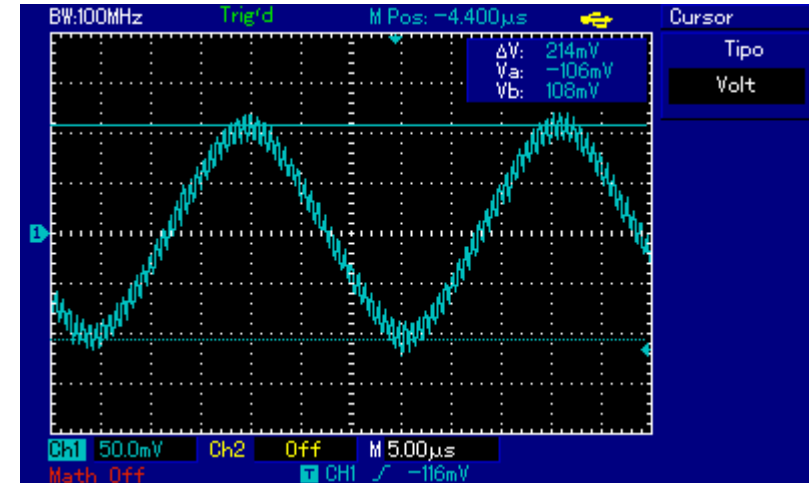 BW:100MHz Trig'd M Pos: -4.400μs Cursor
ΔV: 214mV Tipo
Va: -106mV
Vb: 108mV Volt
1
Ch1 50.0mV Ch2 Off M 5.00μs
Math Off T CH1 -116mV